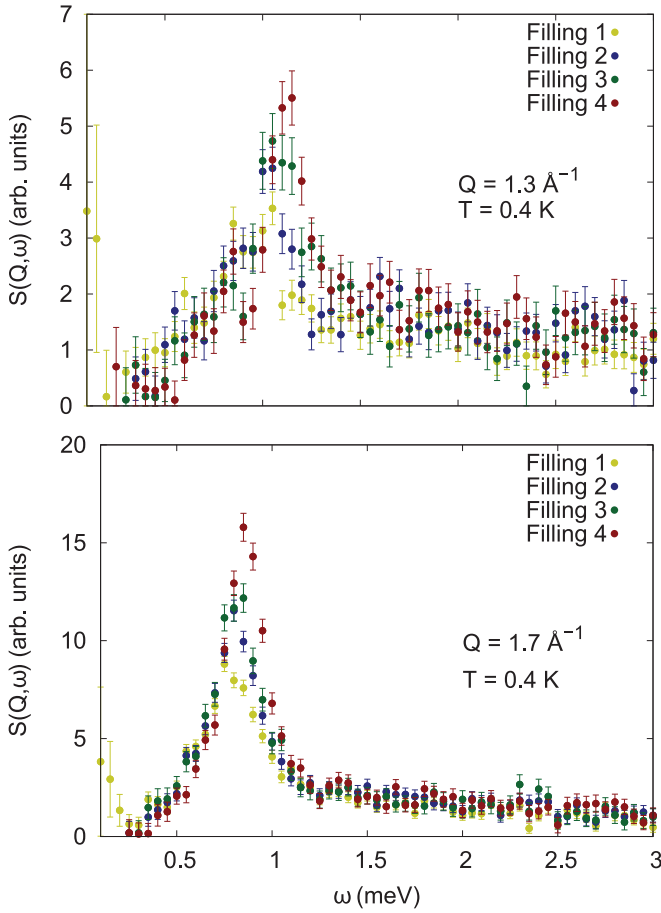 7
6
5
4
3
2
1
0
S(Q,ω) (arb. units)
Filling 1
Filling 2
Filling 3
Filling 4
Q = 1.3 Å⁻¹
T = 0.4 K
20
15
10
5
0
S(Q,ω) (arb. units)
Filling 1
Filling 2
Filling 3
Filling 4
Q = 1.7 Å⁻¹
T = 0.4 K
0.5 1 1.5 2 2.5 3
ω (meV)